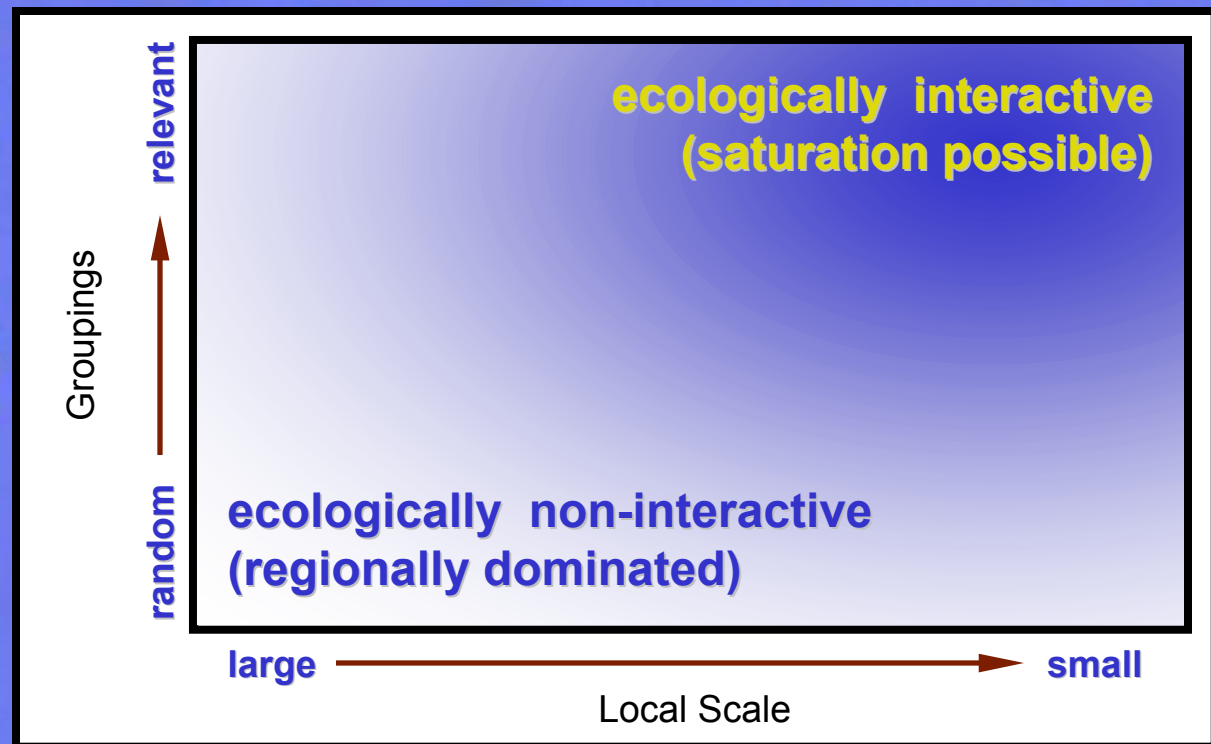 relevant
Groupings
random
ecologically interactive
(saturation possible)
ecologically non-interactive
(regionally dominated)
large
small
Local Scale